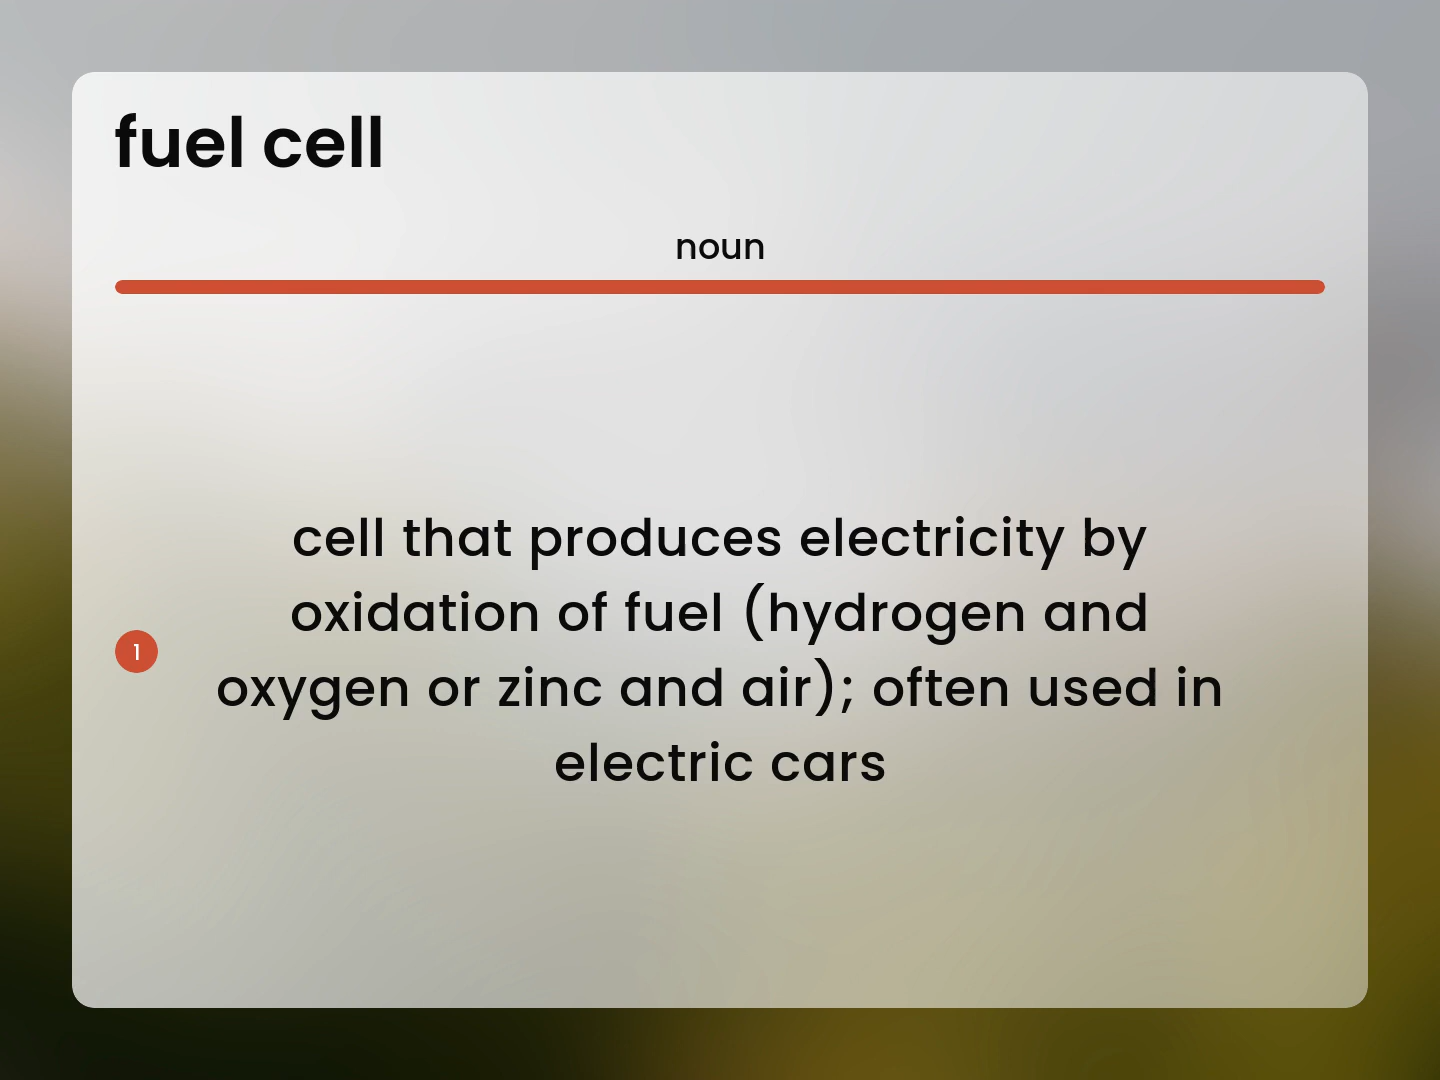 fuel cell
noun
cell that produces electricity by
oxidation of fuel (hydrogen and
1
oxygen or zinc and air); often used in
electric cars